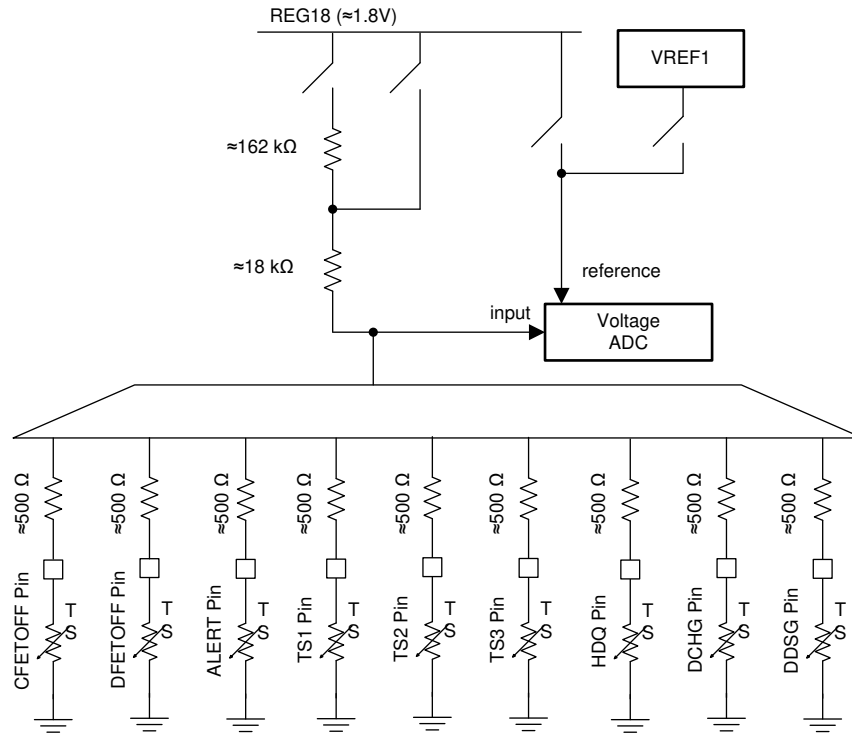 REG18 (≈1.8V)
VREF1
≈162 kΩ
≈18 kΩ
reference
input
Voltage
ADC
≈500 Ω
≈500 Ω
≈500 Ω
≈500 Ω
≈500 Ω
≈500 Ω
≈500 Ω
≈500 Ω
≈500 Ω
CFETOFF Pin
T
S
DFETOFF Pin
T
S
ALERT Pin
T
S
TS1 Pin
T
S
TS2 Pin
T
S
TS3 Pin
T
S
HDQ Pin
T
S
DCHG Pin
T
S
DDSG Pin
T
S